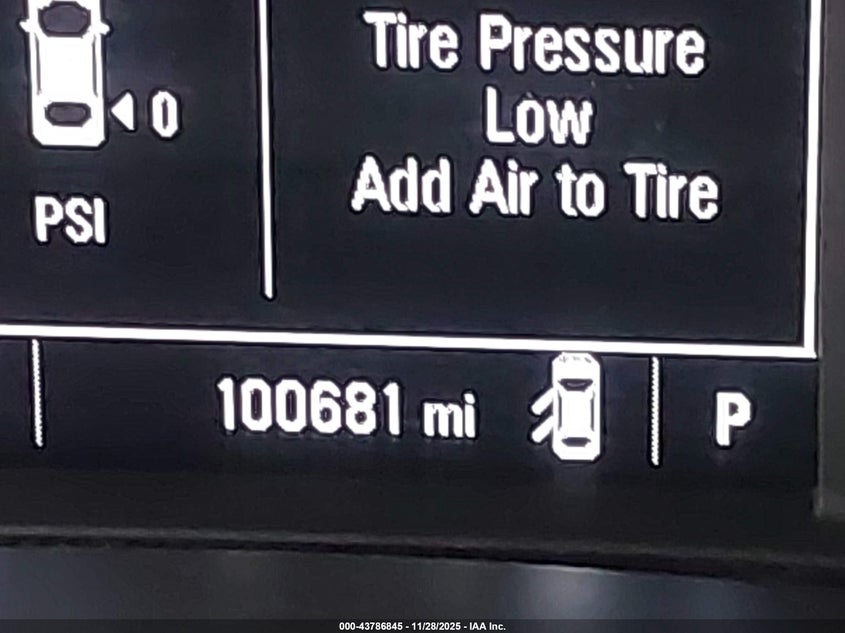 Tire Pressure
Low
Add Air to Tire
0
PSI
100681 mi
P
000-43786845 - 11/28/2025 - IAA Inc.